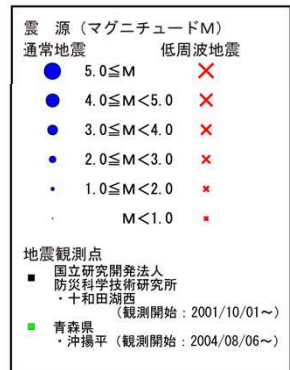 震　源（マグニチュードM）
通常地震　低周波地震
5.0≦M
4.0≦M＜5.0
3.0≦M＜4.0
2.0≦M＜3.0
1.0≦M＜2.0
M＜1.0
地震観測点
国立研究開発法人
防災科学技術研究所
・十和田湖西
（観測開始：2001/10/01～）
青森県
・沖揚平（観測開始：2004/08/06～）